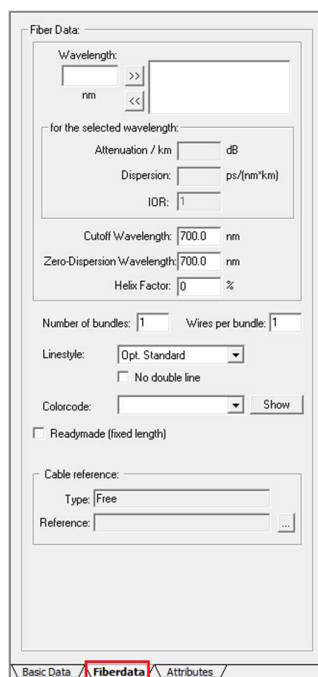 Fiber Data:
Wavelength:
>>
nm
<<
for the selected wavelength:
Attenuation / km dB
Dispersion: ps/(nm*km)
IOR: 1
Cutoff Wavelength: 700.0 nm
Zero-Dispersion Wavelength: 700.0 nm
Helix Factor: 0 %
Number of bundles: 1 Wires per bundle: 1
Linestyle: Opt. Standard
No double line
Colorcode: Show
Readymade (fixed length)
Cable reference:
Type: Free
Reference: ...
Basic Data Fiberdata Attributes